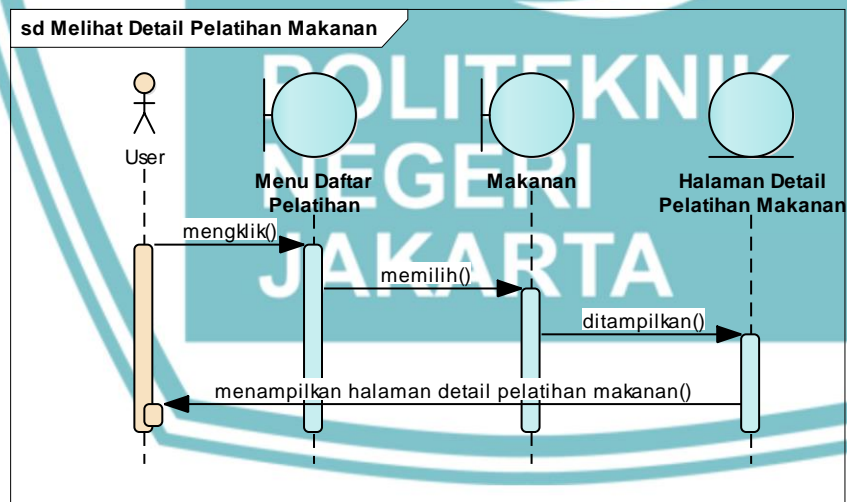 sd Melihat Detail Pelatihan Makanan
POLITEKNIK
NEGERI
JAKARTA
User
Menu Daftar
Pelatihan
Makanan
Halaman Detail
Pelatihan Makanan
mengklik()
memilih()
ditampilkan()
menampilkan halaman detail pelatihan makanan()